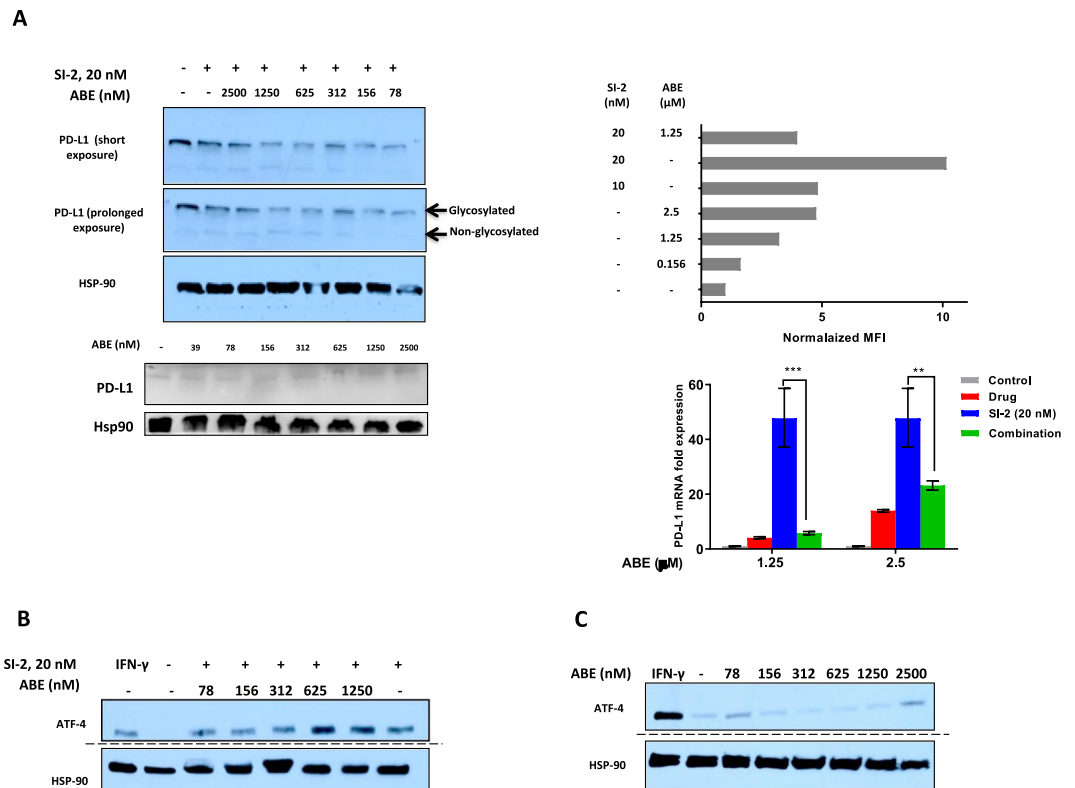 A
SI-2, 20 nM - + + + + + + +
ABE (nM) - - 2500 1250 625 312 156 78
PD-L1 (short
exposure)
PD-L1 (prolonged
exposure)
Glycosylated
Non-glycosylated
HSP-90
ABE (nM) - 39 78 156 312 625 1250 2500
PD-L1
Hsp90
SI-2 ABE
(nM) (μM)
20 1.25
20 -
10 -
- 2.5
- 1.25
- 0.156
- -
0 5 10
Normalaized MFI
PD-L1 mRNA fold expression
60
40
20
0
*** **
Control
Drug
SI-2 (20 nM)
Combination
ABE (μM) 1.25 2.5
B
SI-2, 20 nM IFN-γ - + + + + + +
ABE (nM) - - 78 156 312 625 1250 -
ATF-4
HSP-90
C
ABE (nM) IFN-γ - 78 156 312 625 1250 2500
ATF-4
HSP-90